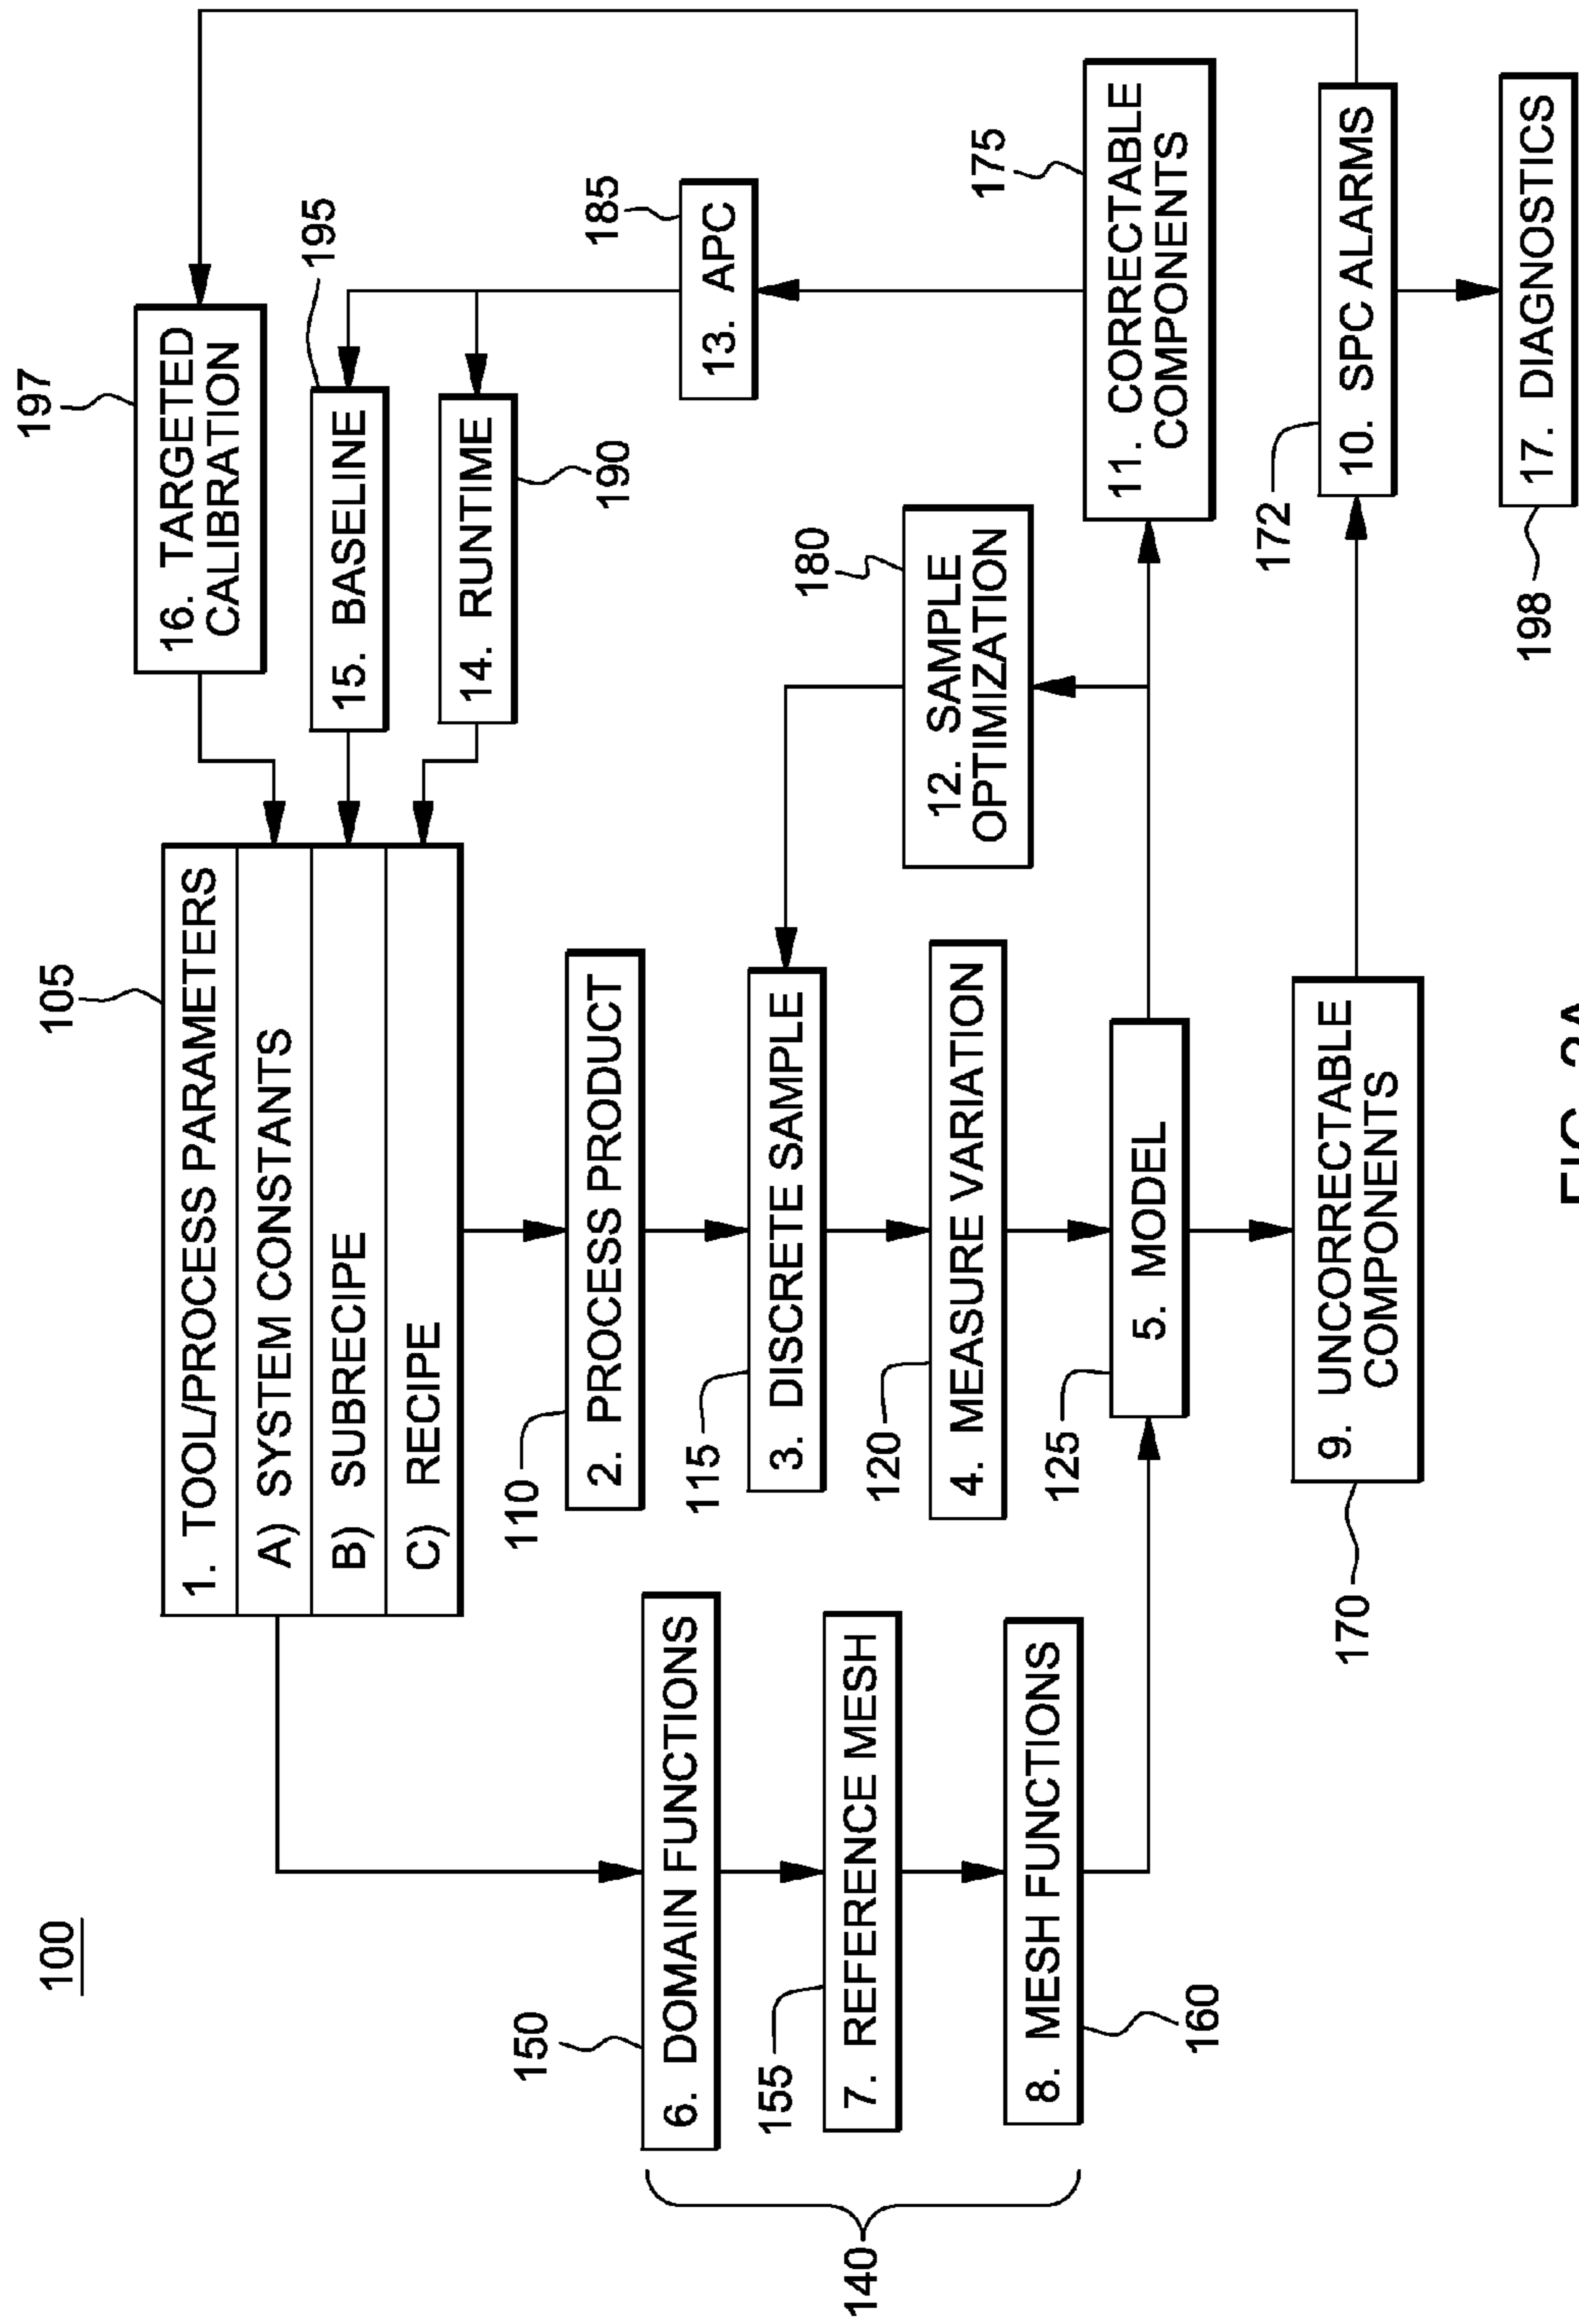 100
105
1. TOOL/PROCESS PARAMETERS
A) SYSTEM CONSTANTS
B) SUBRECIPE
C) RECIPE
197
16. TARGETED
CALIBRATION
195
15. BASELINE
14. RUNTIME
190
150
6. DOMAIN FUNCTIONS
155
7. REFERENCE MESH
8. MESH FUNCTIONS
160
140
110
2. PROCESS PRODUCT
115
3. DISCRETE SAMPLE
120
4. MEASURE VARIATION
125
5. MODEL
170
9. UNCORRECTABLE
COMPONENTS
180
12. SAMPLE
OPTIMIZATION
185
13. APC
175
11. CORRECTABLE
COMPONENTS
172
10. SPC ALARMS
198
17. DIAGNOSTICS